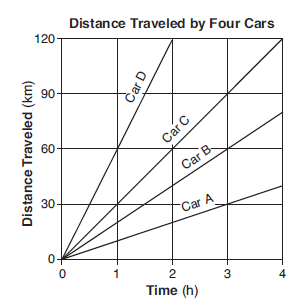 Distance Traveled by Four Cars
Distance Traveled (km)
120
90
60
30
0
Car D
Car C
Car B
Car A
0 1 2 3 4
Time (h)